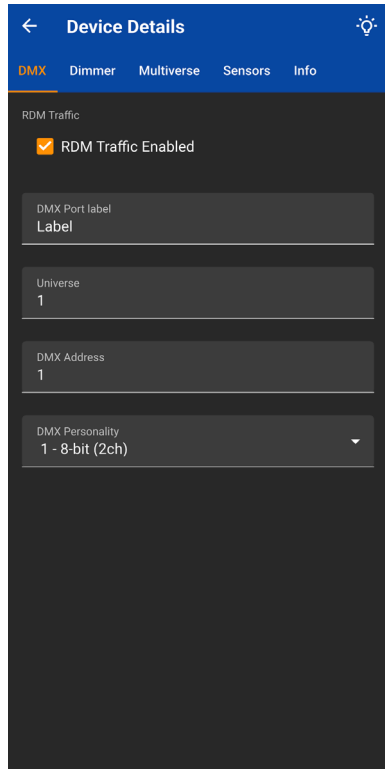 Device Details
DMX Dimmer Multiverse Sensors Info
RDM Traffic
RDM Traffic Enabled
DMX Port label
Label
Universe
1
DMX Address
1
DMX Personality
1 - 8-bit (2ch)